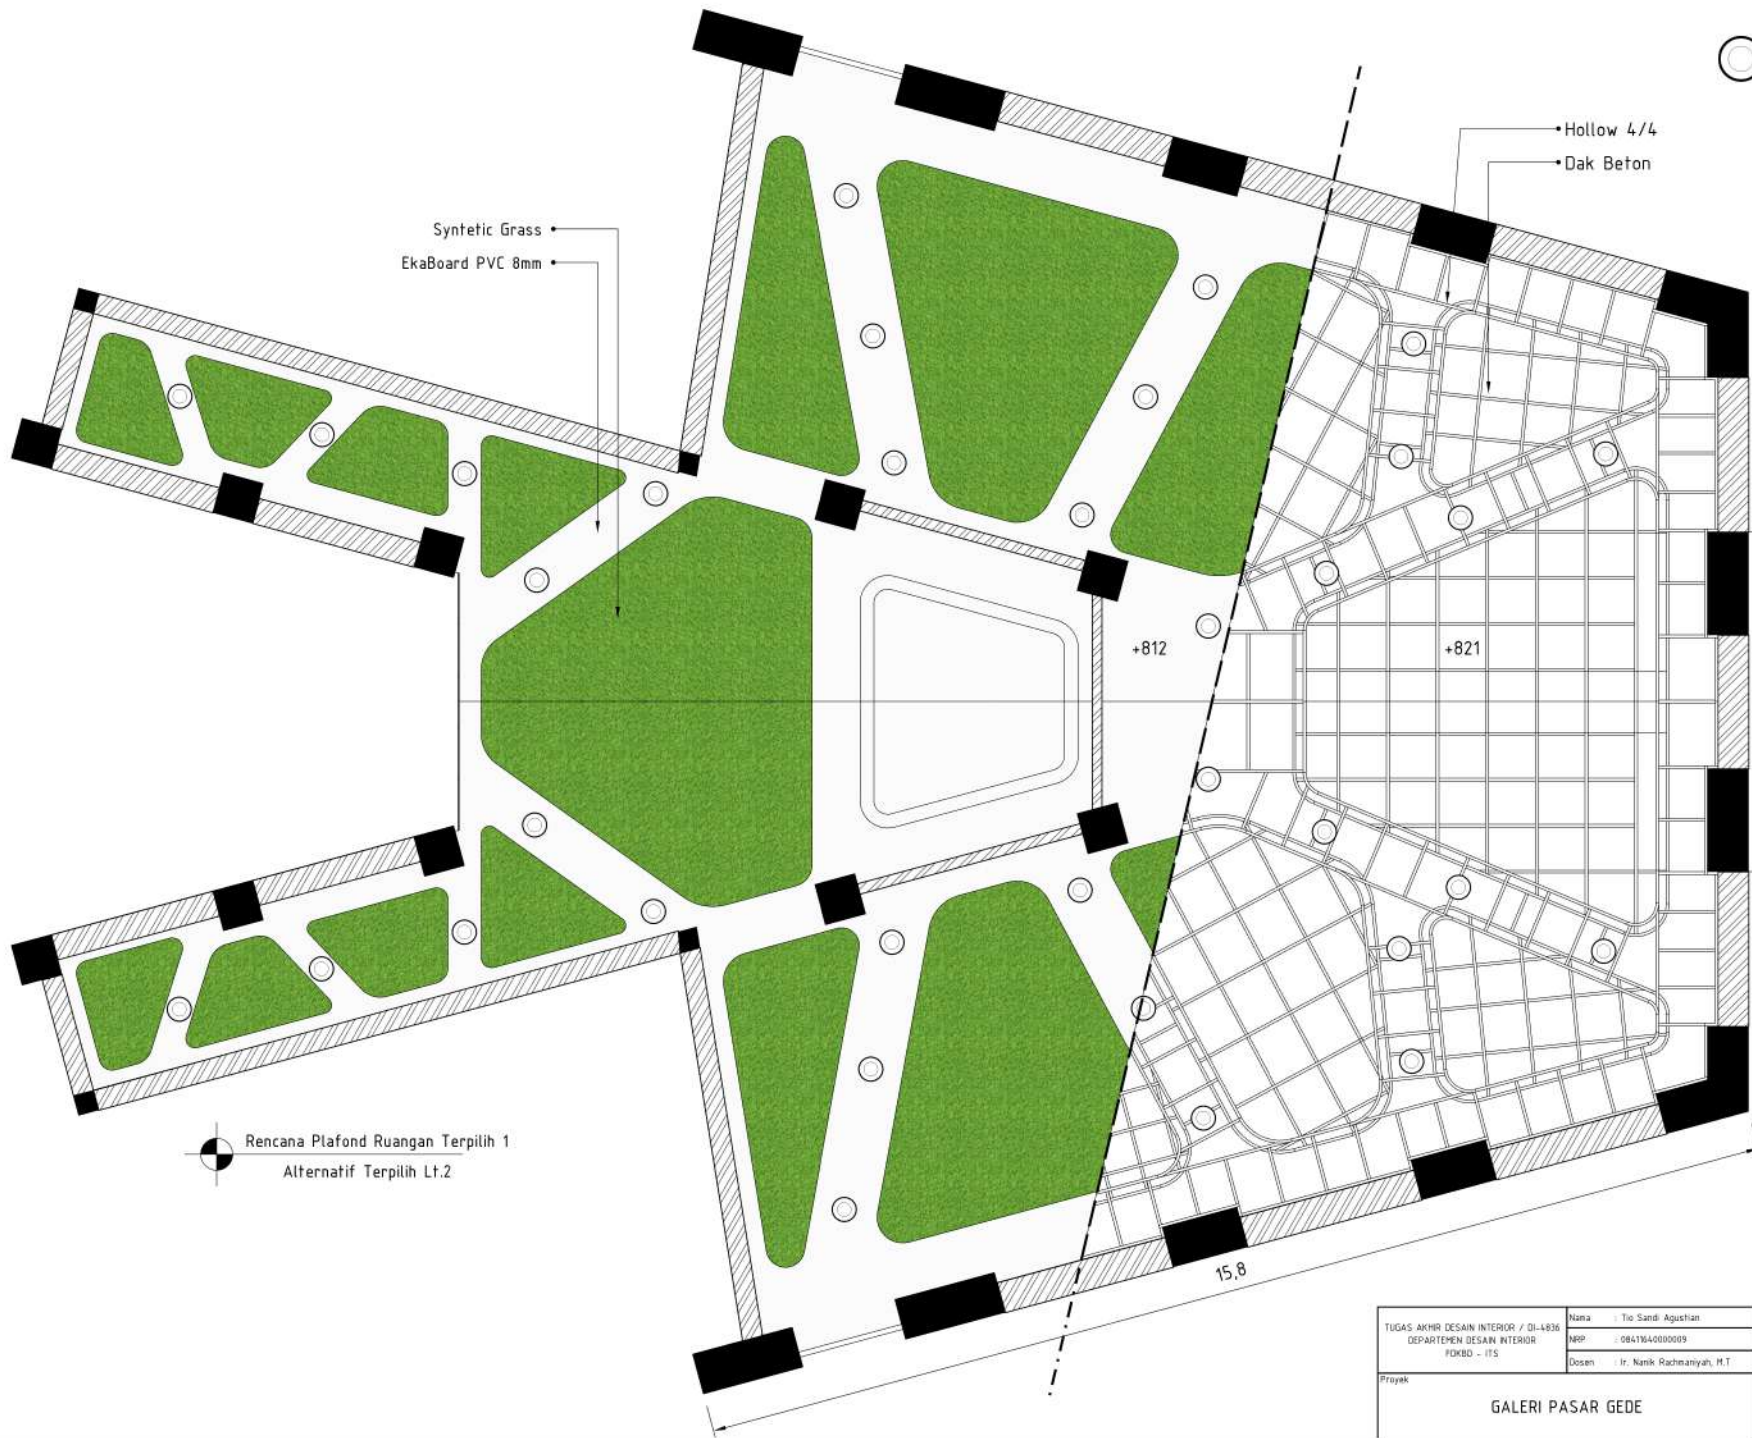 Hollow 4/4
Dak Beton
Syntetic Grass
EkaBoard PVC 8mm
+812
+821
Rencana Plafond Ruangan Terpilih 1
Alternatif Terpilih Lt.2
15,8
TUGAS AKHIR DESAIN INTERIOR / DI-4836
DEPARTEMEN DESAIN INTERIOR
FDKBD - ITS
Nama : Tio Sandi Agustian
NRP : 08411640000009
Dosen : Ir. Nanik Rachmaniyah, M.T
Proyek
GALERI PASAR GEDE